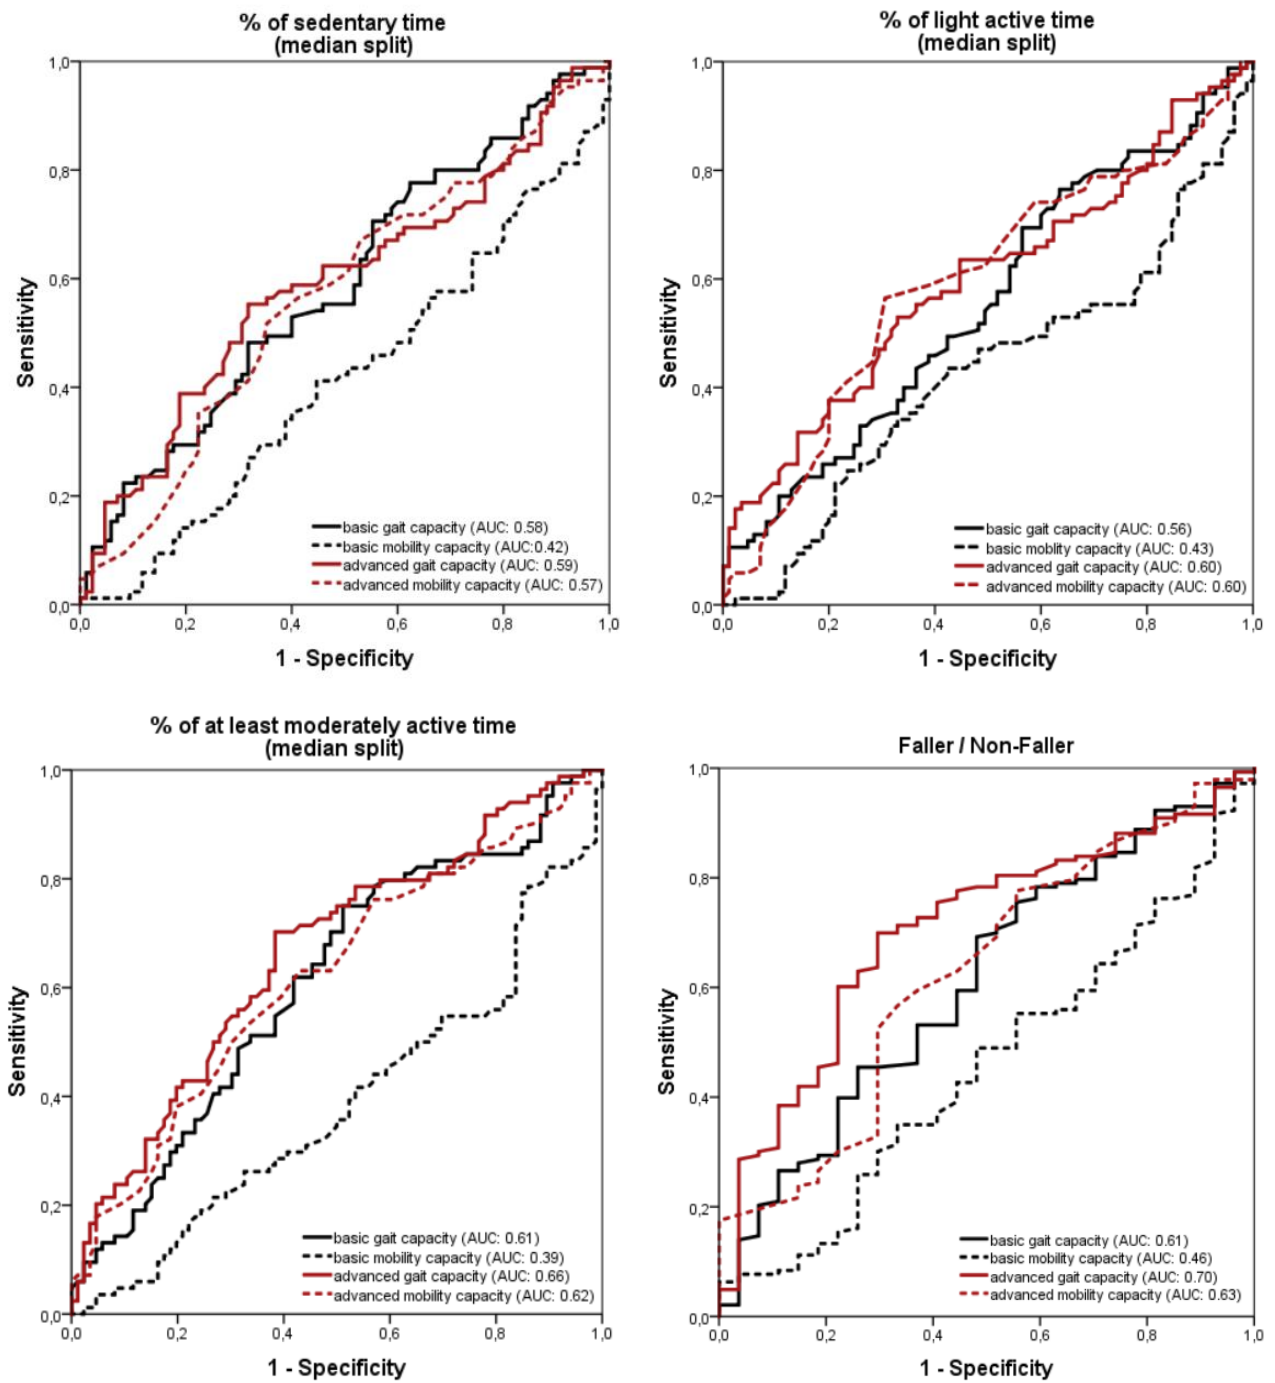 % of sedentary time
(median split)
1,0
0,8
0,6
0,4
0,2
0,0
Sensitivity
basic gait capacity (AUC: 0.58)
basic mobility capacity (AUC:0.42)
advanced gait capacity (AUC: 0.59)
advanced mobility capacity (AUC: 0.57)
0,0 0,2 0,4 0,6 0,8 1,0
1 - Specificity
% of light active time
(median split)
1,0
0,8
0,6
0,4
0,2
0,0
Sensitivity
basic gait capacity (AUC: 0.56)
basic moblity capacity (AUC: 0.43)
advanced gait capacity (AUC: 0.60)
advanced mobility capacity (AUC: 0.60)
0,0 0,2 0,4 0,6 0,8 1,0
1 - Specificity
% of at least moderately active time
(median split)
1,0
0,8
0,6
0,4
0,2
0,0
Sensitivity
basic gait capacity (AUC: 0.61)
basic mobility capacity (AUC: 0.39)
advanced gait capacity (AUC: 0.66)
advanced mobility capacity (AUC: 0.62)
0,0 0,2 0,4 0,6 0,8 1,0
1 - Specificity
Faller / Non-Faller
1,0
0,8
0,6
0,4
0,2
0,0
Sensitivity
basic gait capacity (AUC: 0.61)
basic mobility capacity (AUC: 0.46)
advanced gait capacity (AUC: 0.70)
advanced mobility capacity (AUC: 0.63)
0,0 0,2 0,4 0,6 0,8 1,0
1 - Specificity